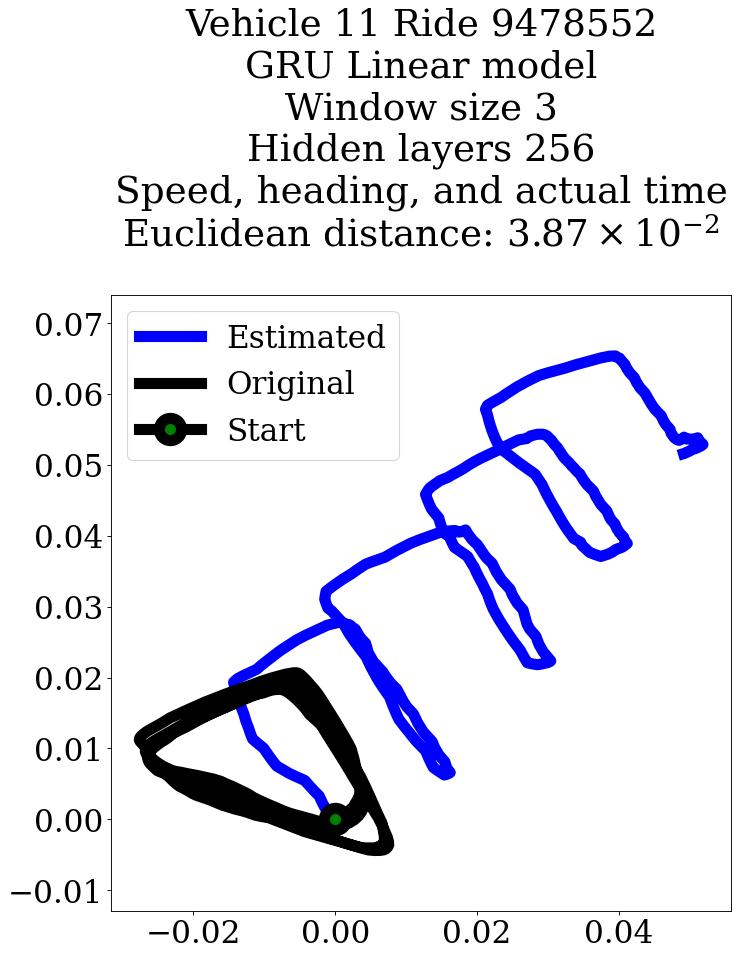 Vehicle 11 Ride 9478552
GRU Linear model
Window size 3
Hidden layers 256
Speed, heading, and actual time
Euclidean distance: 3.87 × 10⁻²
Estimated
Original
Start
0.07
0.06
0.05
0.04
0.03
0.02
0.01
0.00
−0.01
−0.02 0.00 0.02 0.04